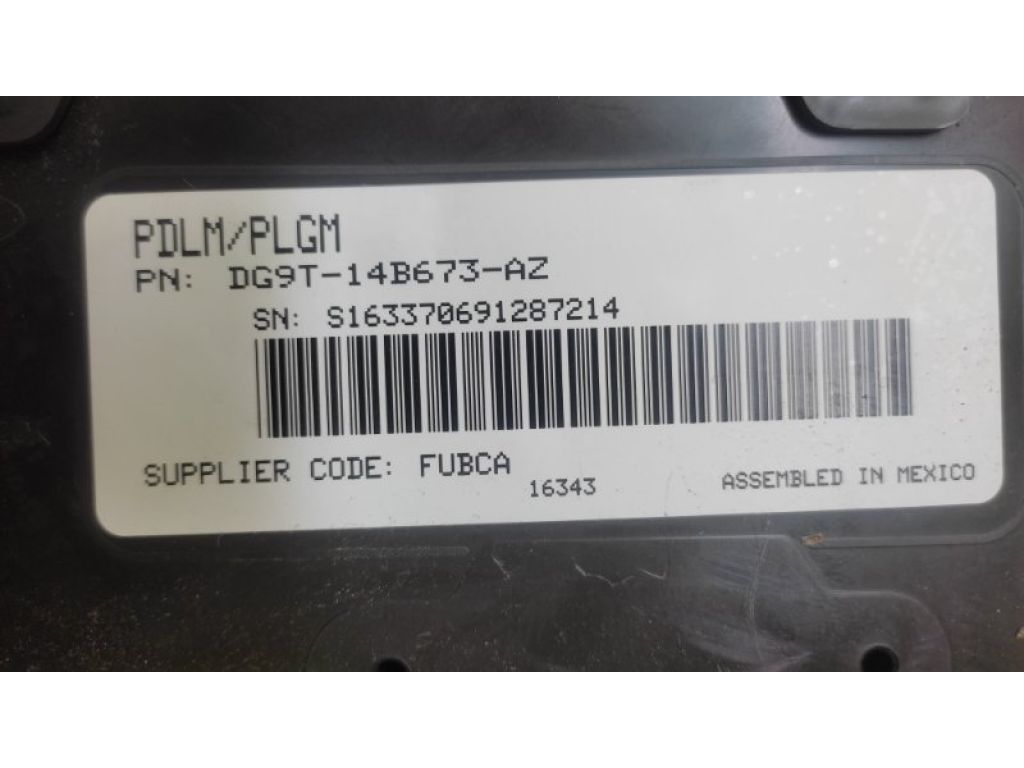 PDLM/PLGM
PN: DG9T-14B673-AZ
SN: S163370691287214
SUPPLIER CODE: FUBCA
16343
ASSEMBLED IN MEXICO